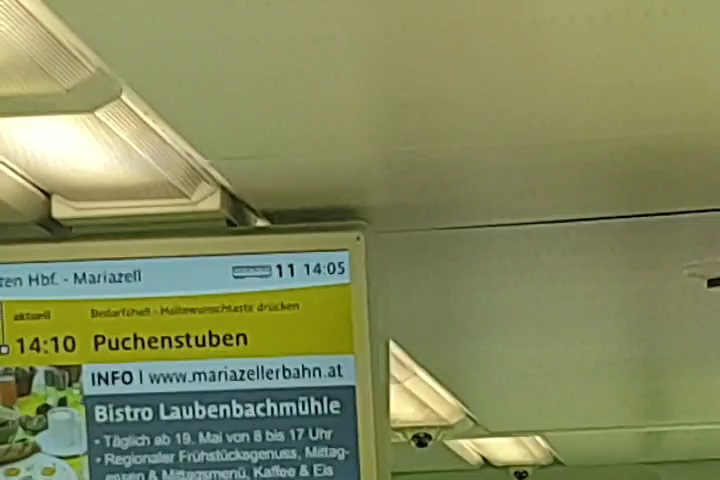 ten Hbf. - Mariazell 11 14:05
aktuell Bedarfshalt - Haltewunschtaste drücken
14:10 Puchenstuben
INFO | www.mariazellerbahn.at
Bistro Laubenbachmühle
• Täglich ab 19. Mai von 8 bis 17 Uhr
• Regionaler Frühstücksgenuss, Mittag-
essen & Mittagsmenü, Kaffee & Eis